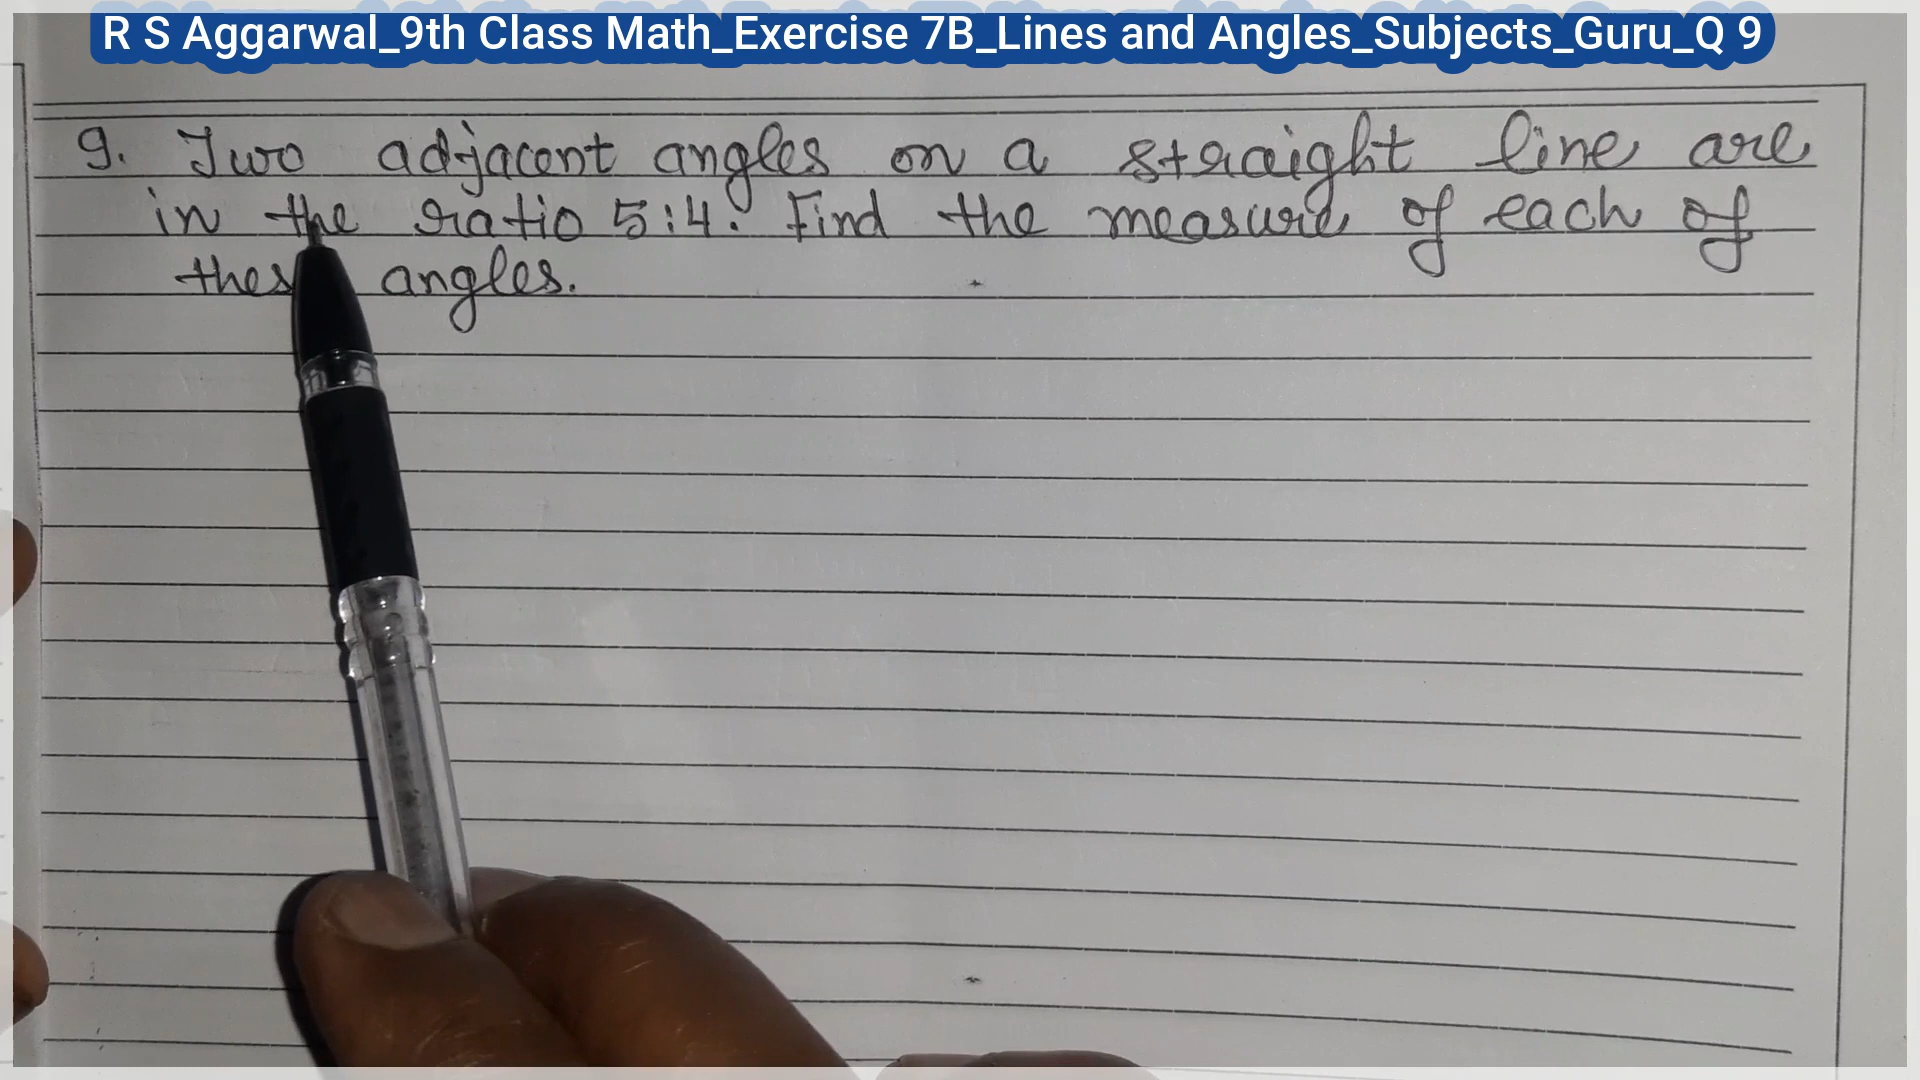 R S Aggarwal_9th Class Math_Exercise 7B_Lines and Angles_Subjects_Guru_Q 9
9. Two adjacent angles on a straight line are
in the ratio 5:4. Find the measure of each of
thes angles.